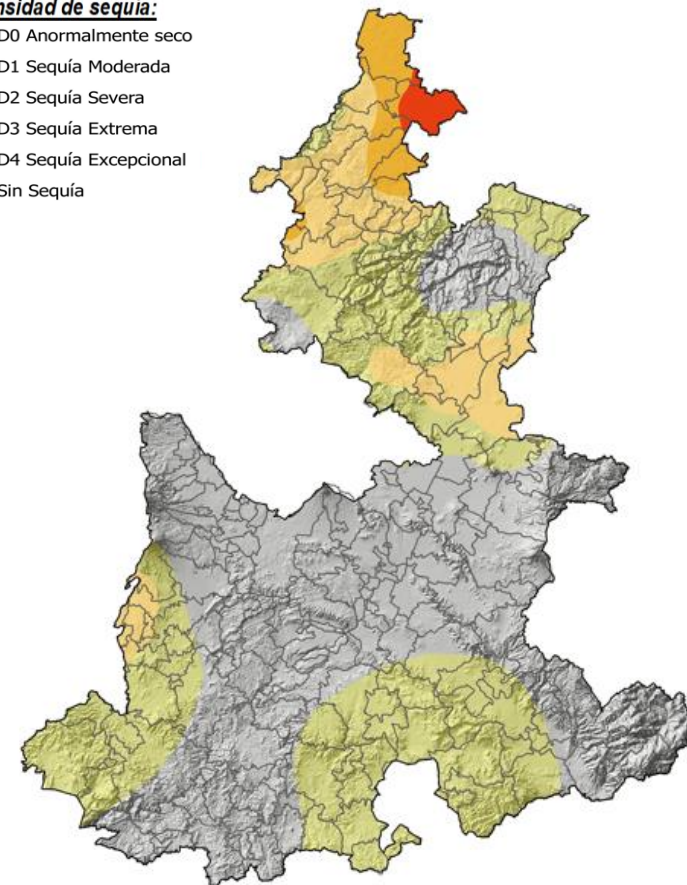 nsidad de sequía:
D0 Anormalmente seco
D1 Sequía Moderada
D2 Sequía Severa
D3 Sequía Extrema
D4 Sequía Excepcional
Sin Sequía